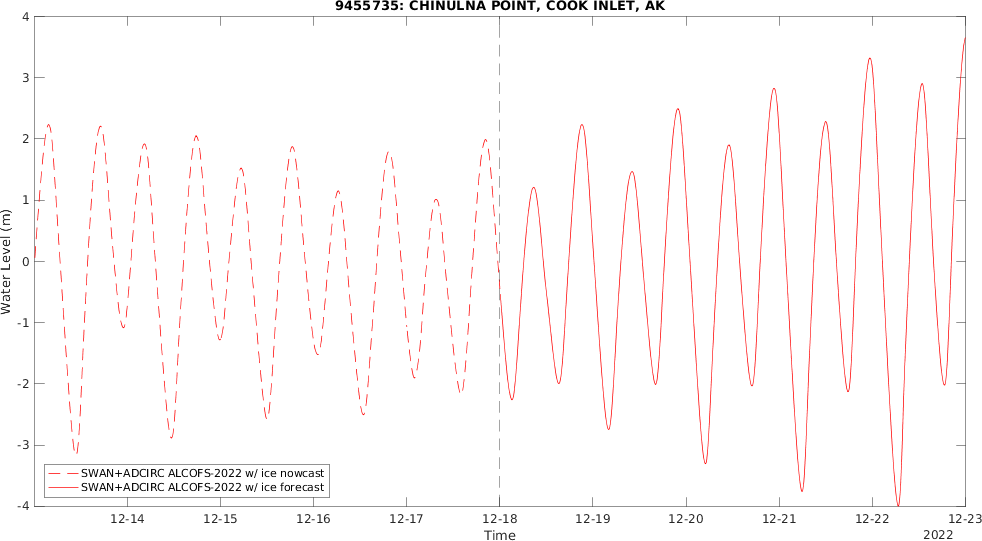 9455735: CHINULNA POINT, COOK INLET, AK
4
3
2
1
0
-1
-2
-3
-4
Water Level (m)
SWAN+ADCIRC ALCOFS-2022 w/ ice nowcast
SWAN+ADCIRC ALCOFS-2022 w/ ice forecast
12-14 12-15 12-16 12-17 12-18 12-19 12-20 12-21 12-22 12-23
Time
2022